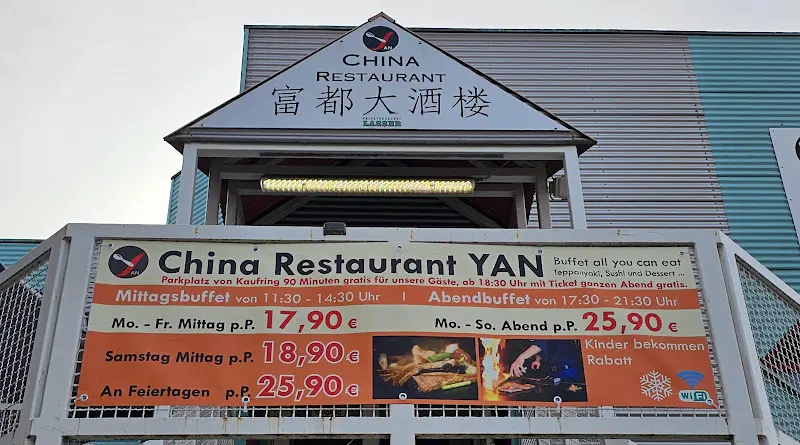 YAN
CHINA
RESTAURANT
富都大酒楼
LASSER
YAN
China Restaurant YAN
Buffet all you can eat
Teppanyaki, Sushi und Dessert ...
Parkplatz von Kaufring 90 Minuten gratis für unsere Gäste, ab 18:30 Uhr mit Ticket ganzen Abend gratis.
Mittagsbuffet von 11:30 - 14:30 Uhr | Abendbuffet von 17:30 - 21:30 Uhr
Mo. - Fr. Mittag p.P. 17,90 €
Mo. - So. Abend p.P. 25,90 €
Samstag Mittag p.P. 18,90 €
Kinder bekommen
Rabatt
An Feiertagen p.P. 25,90 €
WiFi